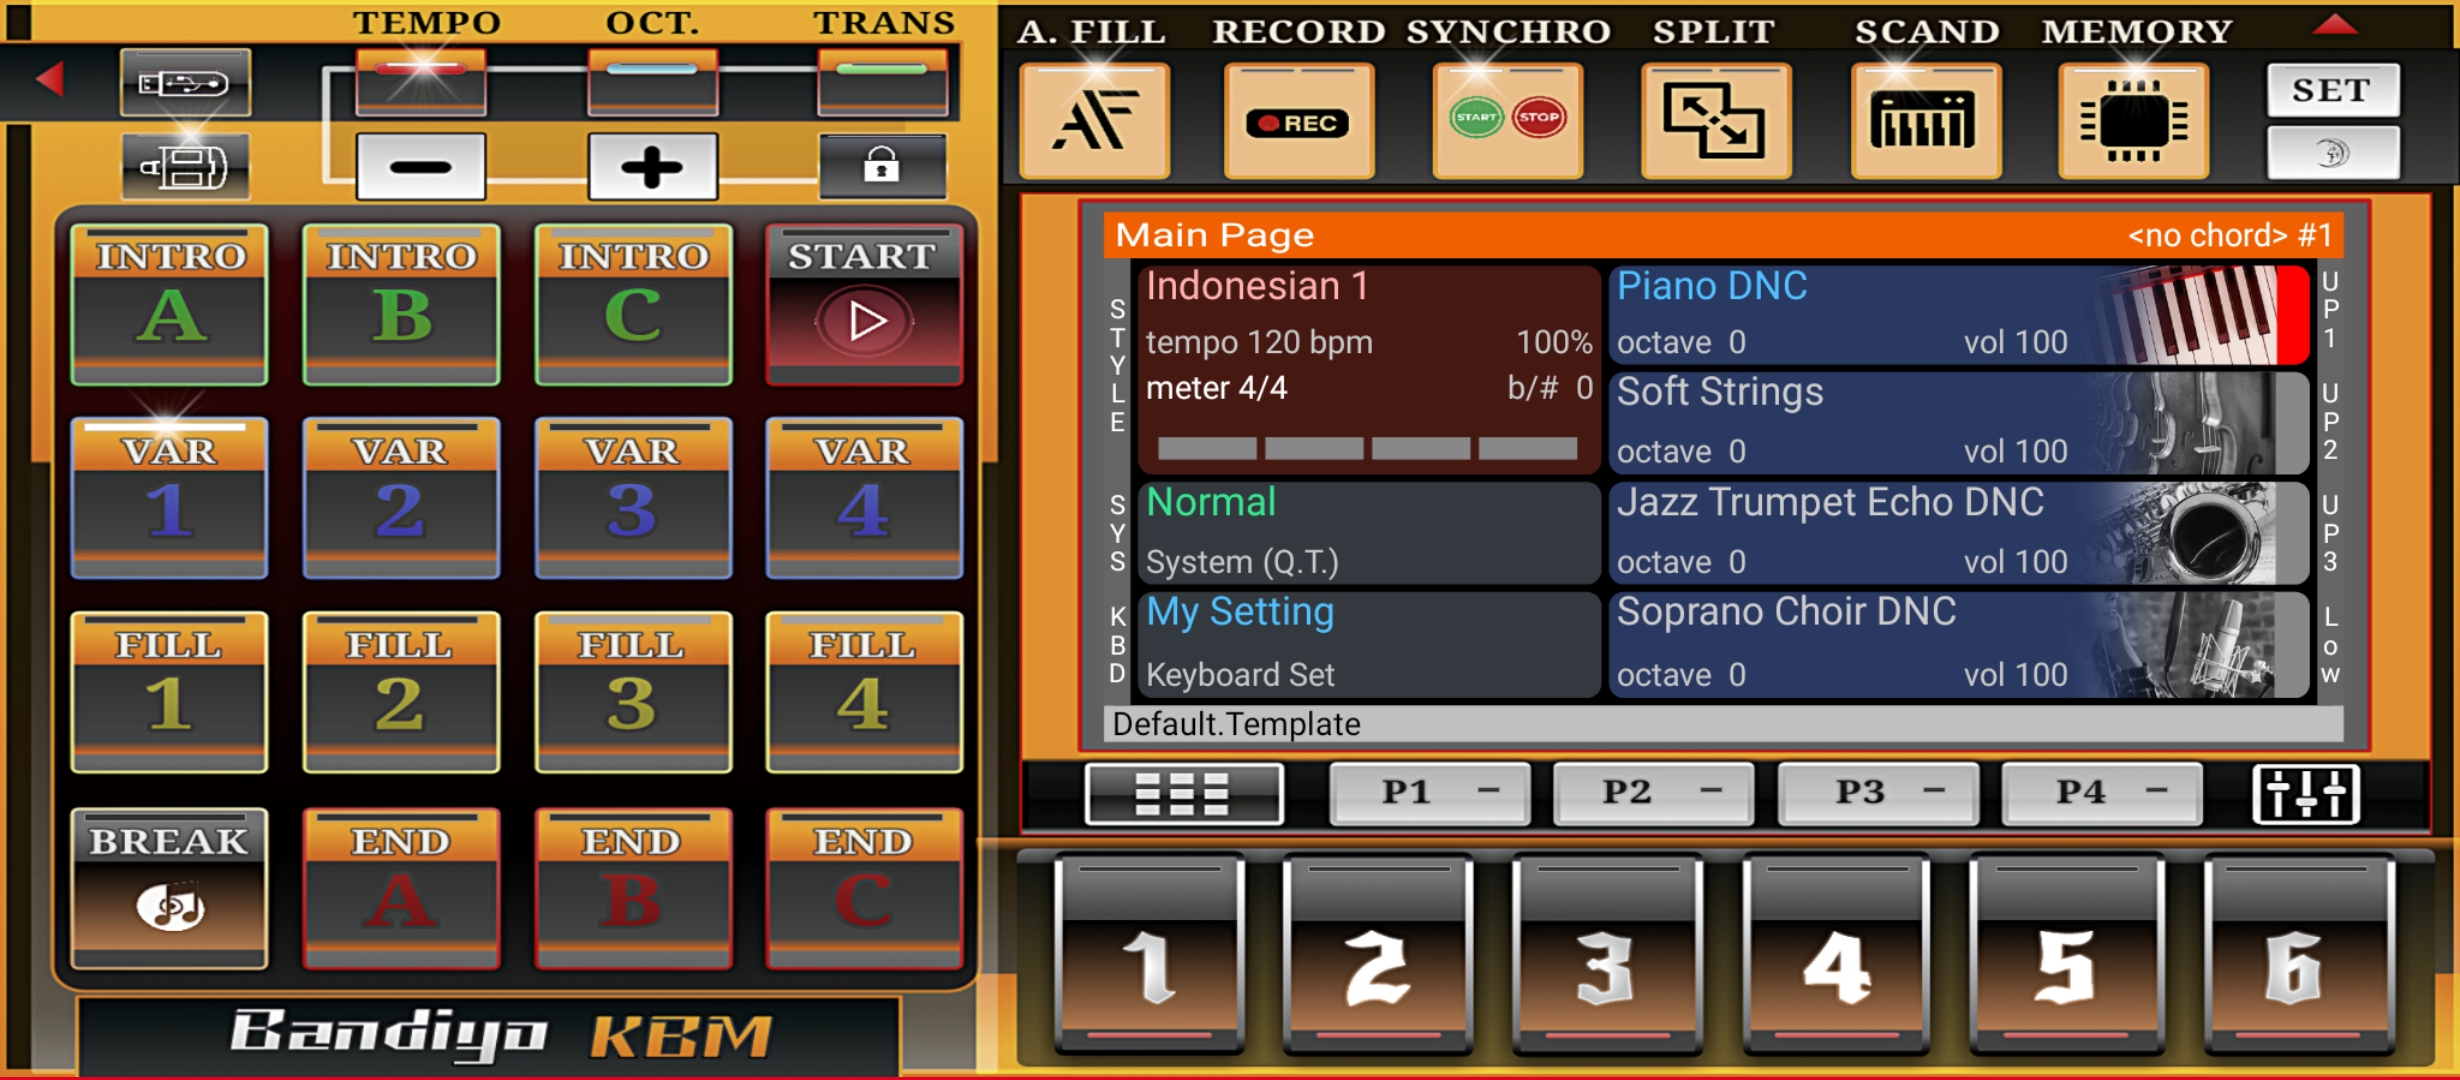 TEMPO OCT. TRANS
A. FILL RECORD SYNCHRO SPLIT SCAND MEMORY
AF REC START STOP SET
INTRO A INTRO B INTRO C START
VAR 1 VAR 2 VAR 3 VAR 4
FILL 1 FILL 2 FILL 3 FILL 4
BREAK END A END B END C
Bandiyo KBM
Main Page <no chord> #1
STYLE
Indonesian 1
tempo 120 bpm 100%
meter 4/4 b/# 0
SYS
Normal
System (Q.T.)
KBD
My Setting
Keyboard Set
Piano DNC
octave 0 vol 100
UP1
Soft Strings
octave 0 vol 100
UP2
Jazz Trumpet Echo DNC
octave 0 vol 100
UP3
Soprano Choir DNC
octave 0 vol 100
Low
Default.Template
P1 - P2 - P3 - P4 -
1 2 3 4 5 6